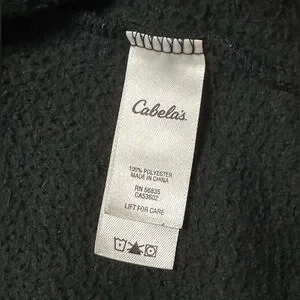 Cabela's
100% POLYESTER
MADE IN CHINA
RN 56835
CA53602
LIFT FOR CARE